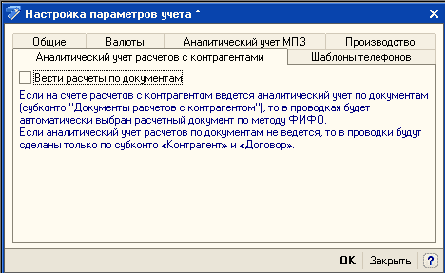 Настройка параметров учета *
Общие Валюты Аналитический учет МПЗ Производство
Аналитический учет расчетов с контрагентами Шаблоны телефонов
Вести расчеты по документам
Если на счете расчетов с контрагентом ведется аналитический учет по документам
(субконто "Документы расчетов с контрагентом"), то в проводках будет
автоматически выбран расчетный документ по методу ФИФО.
Если аналитический учет расчетов по документам не ведется, то в проводки будут
сделаны только по субконто «Контрагент» и «Договор».
OK Закрыть ?